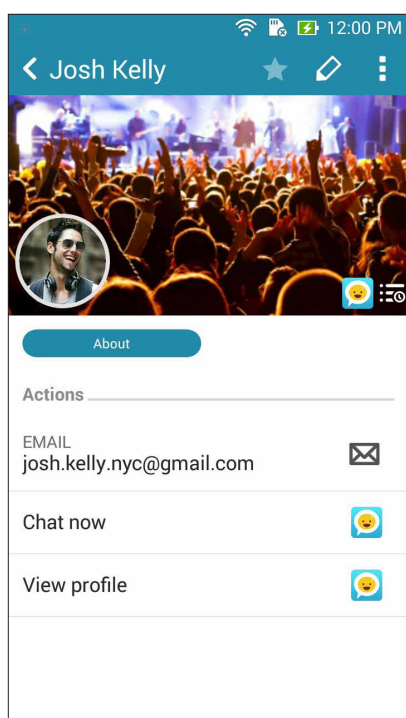 12:00 PM
Josh Kelly
About
Actions
EMAIL
josh.kelly.nyc@gmail.com
Chat now
View profile